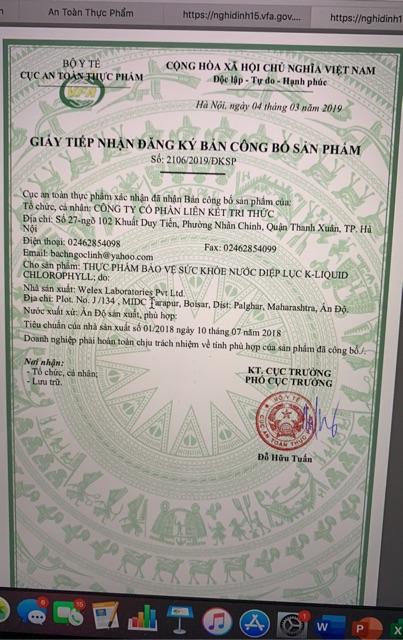 An Toàn Thực Phẩm
https://nghidinh15.vfa.gov....
https://nghidinh15
BỘ Y TẾ
CỤC AN TOÀN THỰC PHẨM
CỘNG HÒA XÃ HỘI CHỦ NGHĨA VIỆT NAM
Độc lập - Tự do - Hạnh phúc
Hà Nội, ngày 04 tháng 03 năm 2019
GIẤY TIẾP NHẬN ĐĂNG KÝ BẢN CÔNG BỐ SẢN PHẨM
Số: 2106/2019/ĐKSP
Cục an toàn thực phẩm xác nhận đã nhận Bản công bố sản phẩm của:
Tổ chức, cá nhân: CÔNG TY CỔ PHẦN LIÊN KẾT TRI THỨC
Địa chỉ: Số 27-ngõ 102 Khuất Duy Tiến, Phường Nhân Chính, Quận Thanh Xuân, TP. Hà
Nội
Điện thoại: 02462854098 Fax: 02462854099
Email: bachngoclinh@yahoo.com
Cho sản phẩm: THỰC PHẨM BẢO VỆ SỨC KHỎE NƯỚC DIỆP LỤC K-LIQUID
CHLOROPHYLL; do:
Nhà sản xuất: Welex Laboratories Pvt Ltd.
Địa chỉ: Plot. No. J/134 , MIDC Tarapur, Boisar, Dist: Palghar, Maharashtra, Ấn Độ.
Nước xuất xứ: Ấn Độ sản xuất, phù hợp:
Tiêu chuẩn của nhà sản xuất số 01/2018 ngày 10 tháng 07 năm 2018
Doanh nghiệp phải hoàn toàn chịu trách nhiệm về tính phù hợp của sản phẩm đã công bố./.
Nơi nhận:
- Tổ chức, cá nhân;
- Lưu trữ.
KT. CỤC TRƯỞNG
PHÓ CỤC TRƯỞNG
BỘ Y TẾ
CỤC AN TOÀN THỰC
Đỗ Hữu Tuấn